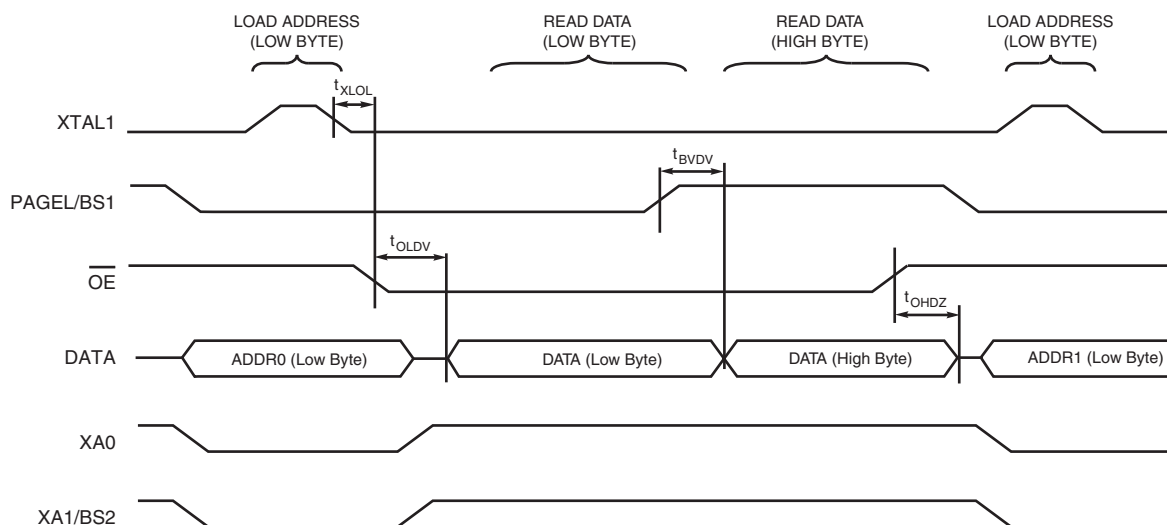 LOAD ADDRESS
(LOW BYTE)
READ DATA
(LOW BYTE)
READ DATA
(HIGH BYTE)
LOAD ADDRESS
(LOW BYTE)
tXLOL
XTAL1
tBVDV
PAGEL/BS1
tOLDV
OE
tOHDZ
DATA
ADDR0 (Low Byte)
DATA (Low Byte)
DATA (High Byte)
ADDR1 (Low Byte)
XA0
XA1/BS2